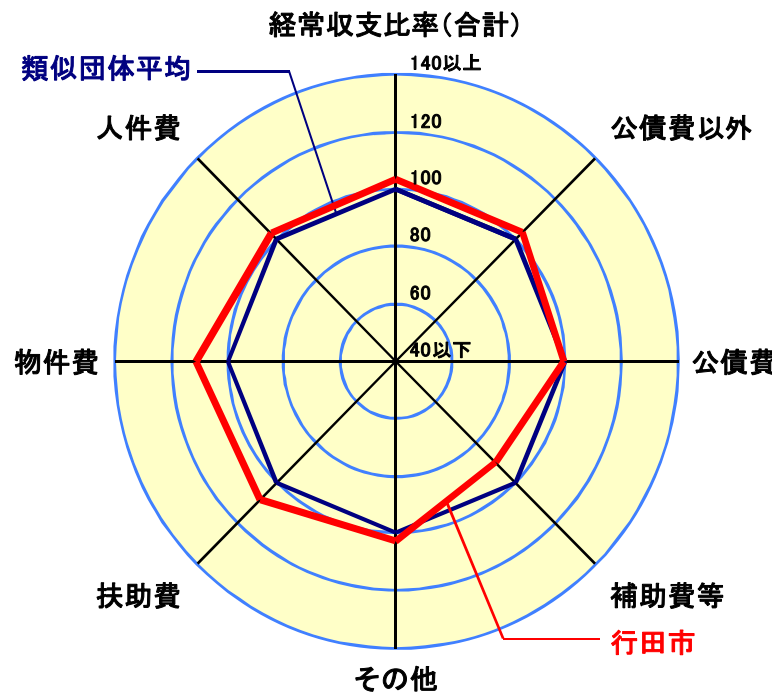 経常収支比率(合計)
類似団体平均
140以上
人件費
120
公債費以外
100
80
60
40以下
物件費
公債費
扶助費
補助費等
行田市
その他